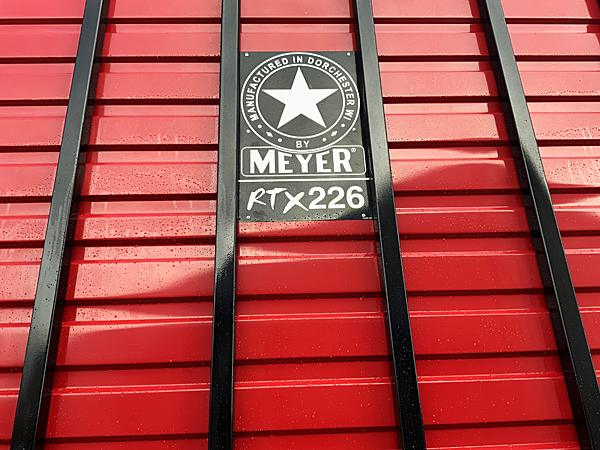 MANUFACTURED IN DORCHESTER WI
BY
MEYER®
RTX226